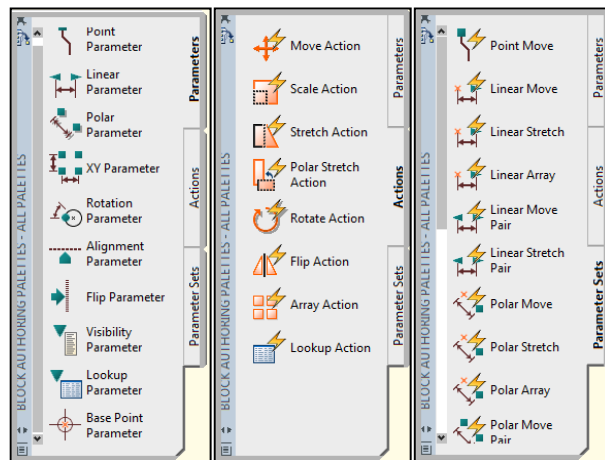 Point
Parameter
Linear
Parameter
Polar
Parameter
XY Parameter
Rotation
Parameter
Alignment
Parameter
Flip Parameter
Visibility
Parameter
Lookup
Parameter
Base Point
Parameter
Parameters
Actions
Parameter Sets
BLOCK AUTHORING PALETTES - ALL PALETTES
Move Action
Scale Action
Stretch Action
Polar Stretch
Action
Rotate Action
Flip Action
Array Action
Lookup Action
Parameters
Actions
Parameter Sets
BLOCK AUTHORING PALETTES - ALL PALETTES
Point Move
Linear Move
Linear Stretch
Linear Array
Linear Move
Pair
Linear Stretch
Pair
Polar Move
Polar Stretch
Polar Array
Polar Move
Pair
Parameters
Actions
Parameter Sets
BLOCK AUTHORING PALETTES - ALL PALETTES